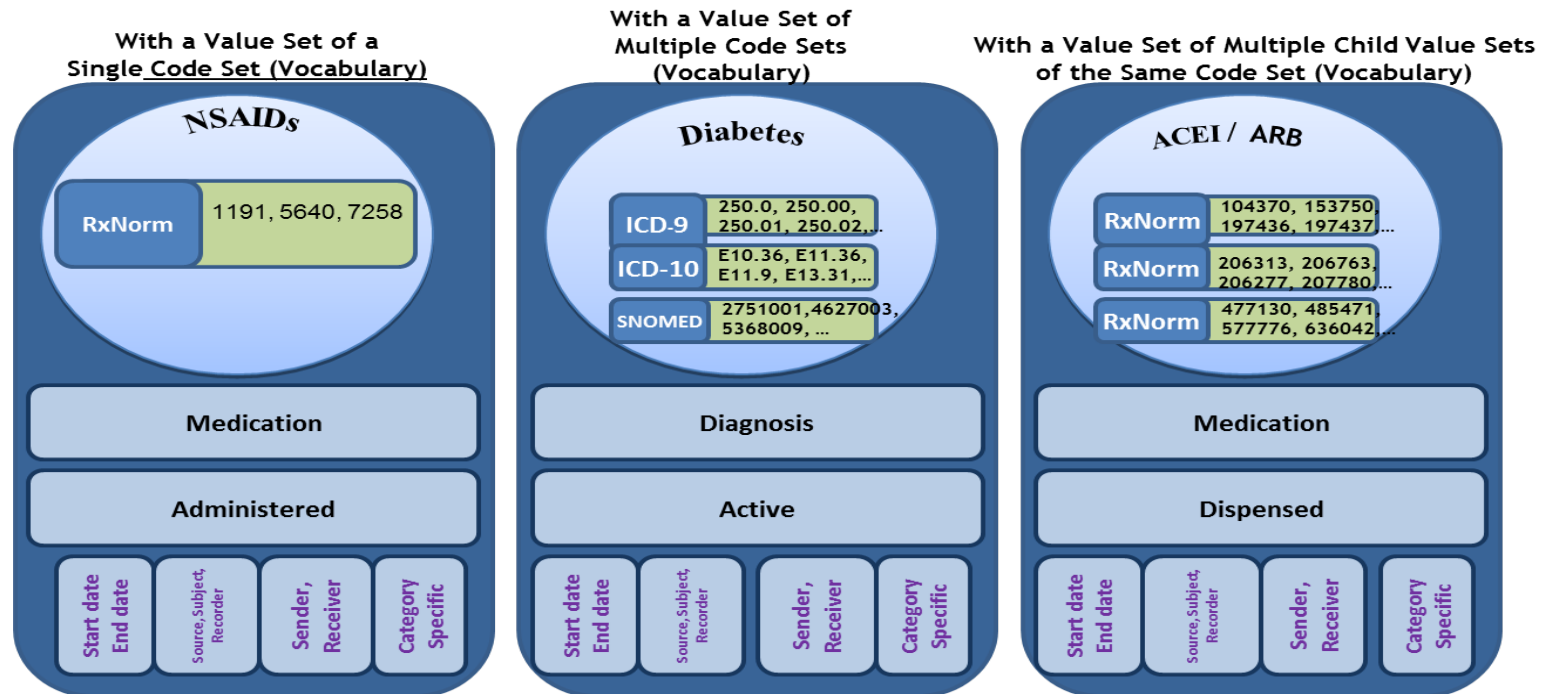 With a Value Set of a
Single Code Set (Vocabulary)
NSAIDs
RxNorm
1191, 5640, 7258
Medication
Administered
Start date
End date
Source, Subject,
Recorder
Sender,
Receiver
Category
Specific
With a Value Set of
Multiple Code Sets
(Vocabulary)
Diabetes
ICD-9
250.0, 250.00,
250.01, 250.02,...
ICD-10
E10.36, E11.36,
E11.9, E13.31,...
SNOMED
2751001,4627003,
5368009, ...
Diagnosis
Active
Start date
End date
Source, Subject,
Recorder
Sender,
Receiver
Category
Specific
With a Value Set of Multiple Child Value Sets
of the Same Code Set (Vocabulary)
ACEI / ARB
RxNorm
104370, 153750,
197436, 197437,...
RxNorm
206313, 206763,
206277, 207780,...
RxNorm
477130, 485471,
577776, 636042,...
Medication
Dispensed
Start date
End date
Source, Subject,
Recorder
Sender,
Receiver
Category
Specific